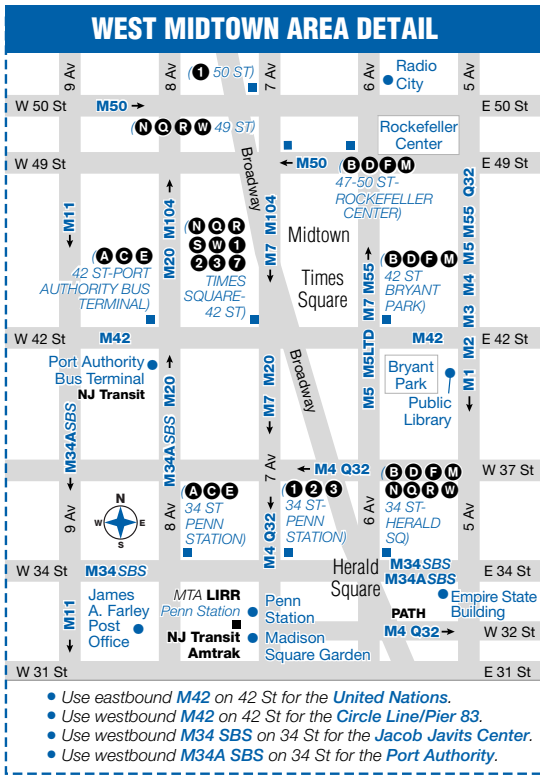 WEST MIDTOWN AREA DETAIL
9 Av
8 Av
(1 50 ST)
7 Av
6 Av
Radio
City
5 Av
W 50 St
M50
E 50 St
(N Q R W 49 ST)
Rockefeller
Center
W 49 St
Broadway
M50
(B D F M
47-50 ST-
ROCKEFELLER
CENTER)
E 49 St
M11
M20 M104
M7 M104
(N Q R
S W 1
2 3 7
TIMES
SQUARE-
42 ST)
Midtown
Times
Square
(A C E
42 ST-PORT
AUTHORITY BUS
TERMINAL)
M5 M5LTD M7 M55
(B D F M
42 ST
BRYANT
PARK)
M1 M2 M3 M4 M5 M55 Q32
W 42 St
M42
M42
E 42 St
Port Authority
Bus Terminal
NJ Transit
Broadway
Bryant
Park
Public
Library
M34ASBS
M34ASBS M20
M7 M20
W 37 St
M4 Q32
9 Av
8 Av
7 Av
6 Av
5 Av
N
W E
S
(A C E
34 ST
PENN
STATION)
M4 Q32
(1 2 3
34 ST-
PENN
STATION)
(B D F M
N Q R W
34 ST-
HERALD
SQ)
W 34 St
M34SBS
Herald
Square
M34SBS
M34ASBS
E 34 St
M11
James
A. Farley
Post
Office
MTA LIRR
Penn Station
NJ Transit
Amtrak
Penn
Station
Madison
Square Garden
Empire State
Building
PATH
M4 Q32
W 32 St
W 31 St
E 31 St
• Use eastbound M42 on 42 St for the United Nations.
• Use westbound M42 on 42 St for the Circle Line/Pier 83.
• Use westbound M34 SBS on 34 St for the Jacob Javits Center.
• Use westbound M34A SBS on 34 St for the Port Authority.